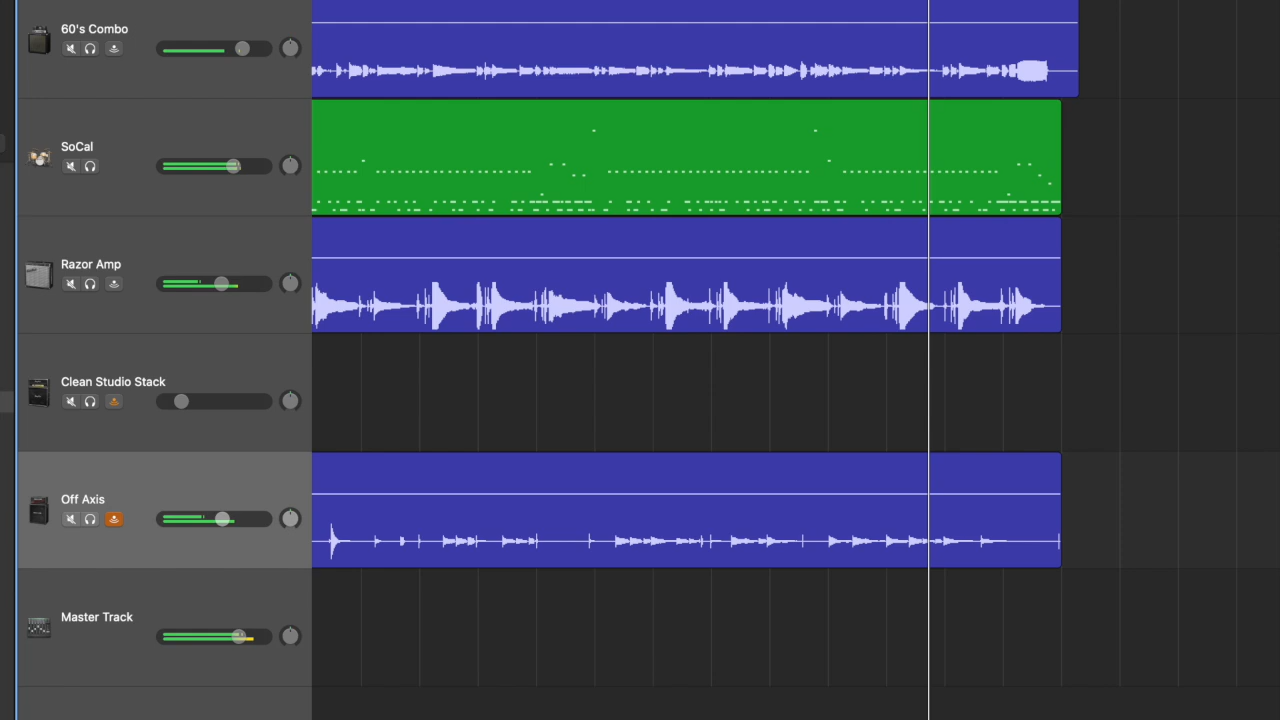 60's Combo
SoCal
Razor Amp
Clean Studio Stack
Off Axis
Master Track